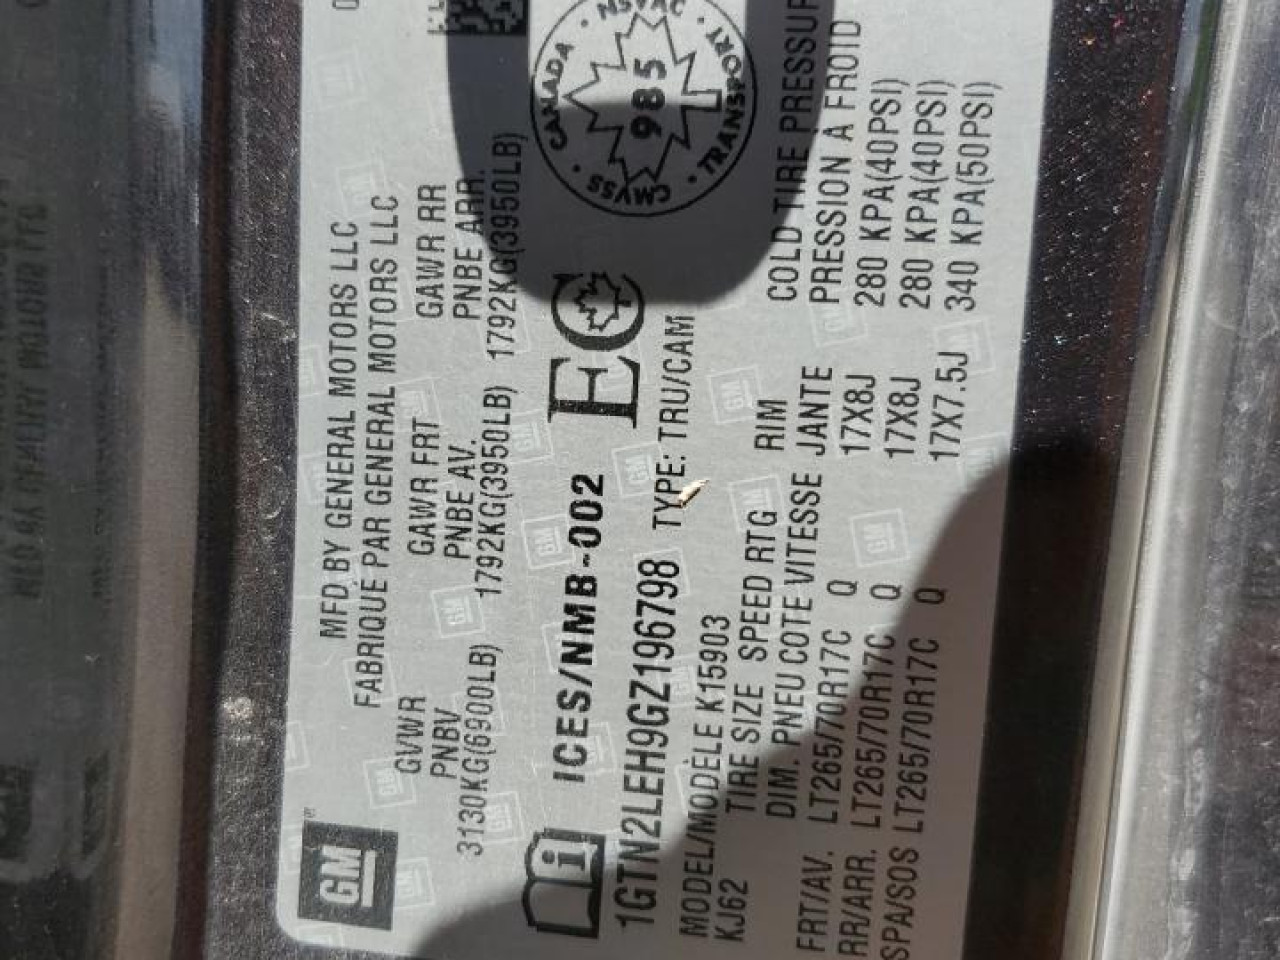 GM
MFD BY GENERAL MOTORS LLC
FABRIQUE PAR GENERAL MOTORS LLC
GVWR GAWR FRT GAWR RR
PNBV PNBE AV. PNBE ARR.
3130KG(6900LB) 1792KG(3950LB) 1792KG(3950LB)
ICES/NMB-002
1GTN2LEH9GZ196798 TYPE: TRU/CAM
MODEL/MODÈLE K15903
KJ62 TIRE SIZE SPEED RTG RIM COLD TIRE
DIM. PNEU COTE VITESSE JANTE PRESSION À FROID
FRT/AV. LT265/70R17C Q 17X8J 280 KPA(40PSI)
RR/ARR. LT265/70R17C Q 17X8J 280 KPA(40PSI)
SPA/SOS LT265/70R17C Q 17X7.5J 340 KPA(50PSI)
CANADA · NSVAC · TRANSPORT · CMVSS
985